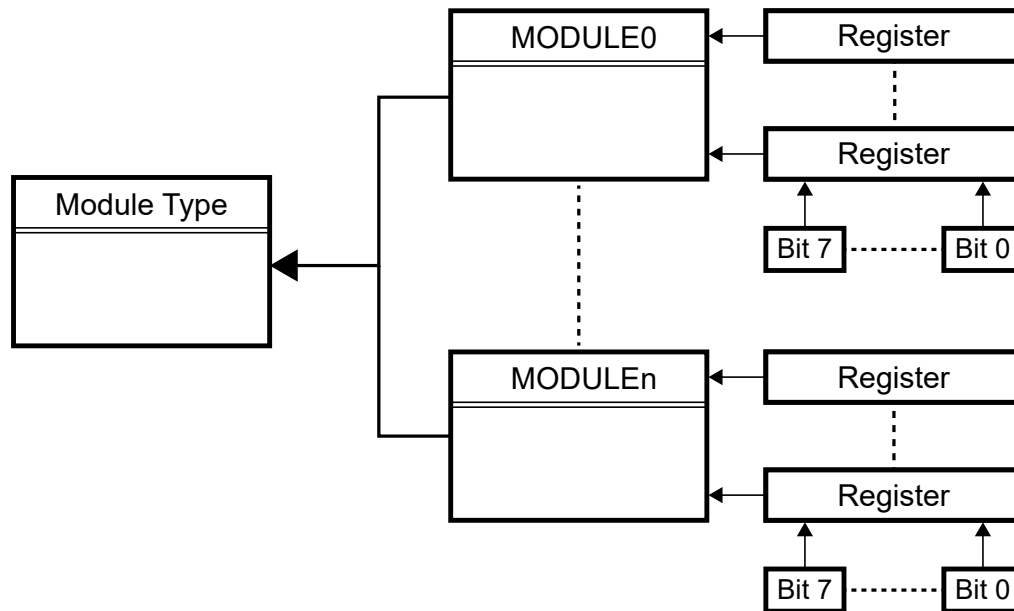 MODULE0
Register
Register
Module Type
Bit 7
Bit 0
MODULEn
Register
Register
Bit 7
Bit 0